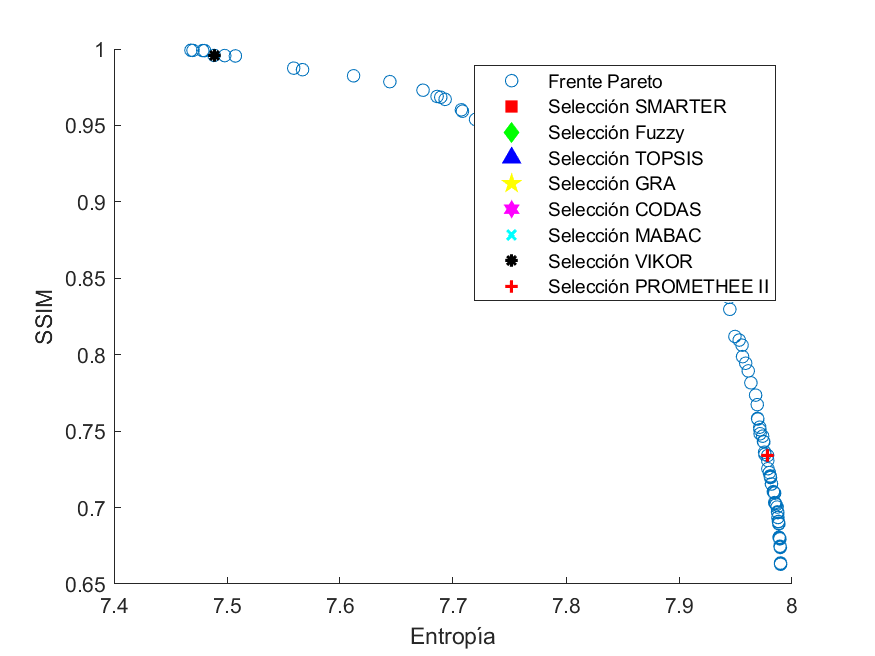 1
0.95
0.9
0.85
0.8
0.75
0.7
0.65
SSIM
7.4
7.5
7.6
7.7
7.8
7.9
8
Entropía
Frente Pareto
Selección SMARTER
Selección Fuzzy
Selección TOPSIS
Selección GRA
Selección CODAS
Selección MABAC
Selección VIKOR
Selección PROMETHEE II